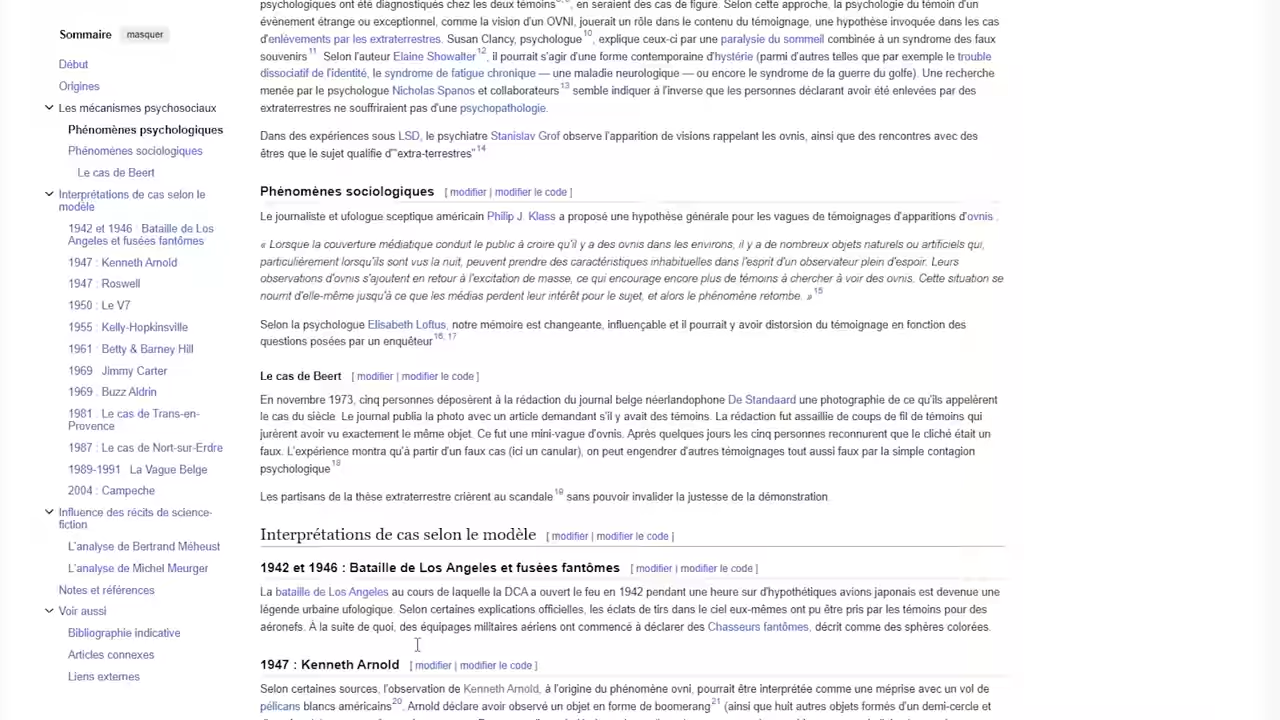 Sommaire masquer
Début
Origines
Les mécanismes psychosociaux
Phénomènes psychologiques
Phénomènes sociologiques
Le cas de Beert
Interprétations de cas selon le
modèle
1942 et 1946 : Bataille de Los
Angeles et fusées fantômes
1947 : Kenneth Arnold
1947 : Roswell
1950 : Le V7
1955 : Kelly-Hopkinsville
1961 : Betty & Barney Hill
1969 : Jimmy Carter
1969 : Buzz Aldrin
1981 : Le cas de Trans-en-
Provence
1987 : Le cas de Nort-sur-Erdre
1989-1991 : La Vague Belge
2004 : Campeche
Influence des récits de science-
fiction
L'analyse de Bertrand Méheust
L'analyse de Michel Meurger
Notes et références
Voir aussi
Bibliographie indicative
Articles connexes
Liens externes
psychologiques ont été diagnostiqués chez les deux témoins, en seraient des cas de figure. Selon cette approche, la psychologie du témoin d'un
évènement étrange ou exceptionnel, comme la vision d'un OVNI, jouerait un rôle dans le contenu du témoignage, une hypothèse invoquée dans les cas
d'enlèvements par les extraterrestres. Susan Clancy, psychologue10, explique ceux-ci par une paralysie du sommeil combinée à un syndrome des faux
souvenirs11 Selon l'auteur Elaine Showalter12, il pourrait s'agir d'une forme contemporaine d'hystérie (parmi d'autres telles que par exemple le trouble
dissociatif de l'identité, le syndrome de fatigue chronique — une maladie neurologique — ou encore le syndrome de la guerre du golfe). Une recherche
menée par le psychologue Nicholas Spanos et collaborateurs13 semble indiquer à l'inverse que les personnes déclarant avoir été enlevées par des
extraterrestres ne souffriraient pas d'une psychopathologie.
Dans des expériences sous LSD, le psychiatre Stanislav Grof observe l'apparition de visions rappelant les ovnis, ainsi que des rencontres avec des
êtres que le sujet qualifie d'"extra-terrestres"14
Phénomènes sociologiques [ modifier | modifier le code ]
Le journaliste et ufologue sceptique américain Philip J. Klass a proposé une hypothèse générale pour les vagues de témoignages d'apparitions d'ovnis .
« Lorsque la couverture médiatique conduit le public à croire qu'il y a des ovnis dans les environs, il y a de nombreux objets naturels ou artificiels qui,
particulièrement lorsqu'ils sont vus la nuit, peuvent prendre des caractéristiques inhabituelles dans l'esprit d'un observateur plein d'espoir. Leurs
observations d'ovnis s'ajoutent en retour à l'excitation de masse, ce qui encourage encore plus de témoins à chercher à voir des ovnis. Cette situation se
nourrit d'elle-même jusqu'à ce que les médias perdent leur intérêt pour le sujet, et alors le phénomène retombe. »15
Selon la psychologue Elisabeth Loftus, notre mémoire est changeante, influençable et il pourrait y avoir distorsion du témoignage en fonction des
questions posées par un enquêteur16, 17
Le cas de Beert [ modifier | modifier le code ]
En novembre 1973, cinq personnes déposèrent à la rédaction du journal belge néerlandophone De Standaard une photographie de ce qu'ils appelèrent
le cas du siècle. Le journal publia la photo avec un article demandant s'il y avait des témoins. La rédaction fut assaillie de coups de fil de témoins qui
jurèrent avoir vu exactement le même objet. Ce fut une mini-vague d'ovnis. Après quelques jours les cinq personnes reconnurent que le cliché était un
faux. L'expérience montra qu'à partir d'un faux cas (ici un canular), on peut engendrer d'autres témoignages tout aussi faux par la simple contagion
psychologique18
Les partisans de la thèse extraterrestre crièrent au scandale19 sans pouvoir invalider la justesse de la démonstration
Interprétations de cas selon le modèle [ modifier | modifier le code ]
1942 et 1946 : Bataille de Los Angeles et fusées fantômes [ modifier | modifier le code ]
La bataille de Los Angeles au cours de laquelle la DCA a ouvert le feu en 1942 pendant une heure sur d'hypothétiques avions japonais est devenue une
légende urbaine ufologique. Selon certaines explications officielles, les éclats de tirs dans le ciel eux-mêmes ont pu être pris par les témoins pour des
aéronefs. À la suite de quoi, des équipages militaires aériens ont commencé à déclarer des Chasseurs fantômes, décrit comme des sphères colorées.
1947 : Kenneth Arnold [ modifier | modifier le code ]
Selon certaines sources, l'observation de Kenneth Arnold, à l'origine du phénomène ovni, pourrait être interprétée comme une méprise avec un vol de
pélicans blancs américains20. Arnold déclare avoir observé un objet en forme de boomerang21 (ainsi que huit autres objets formés d'un demi-cercle et